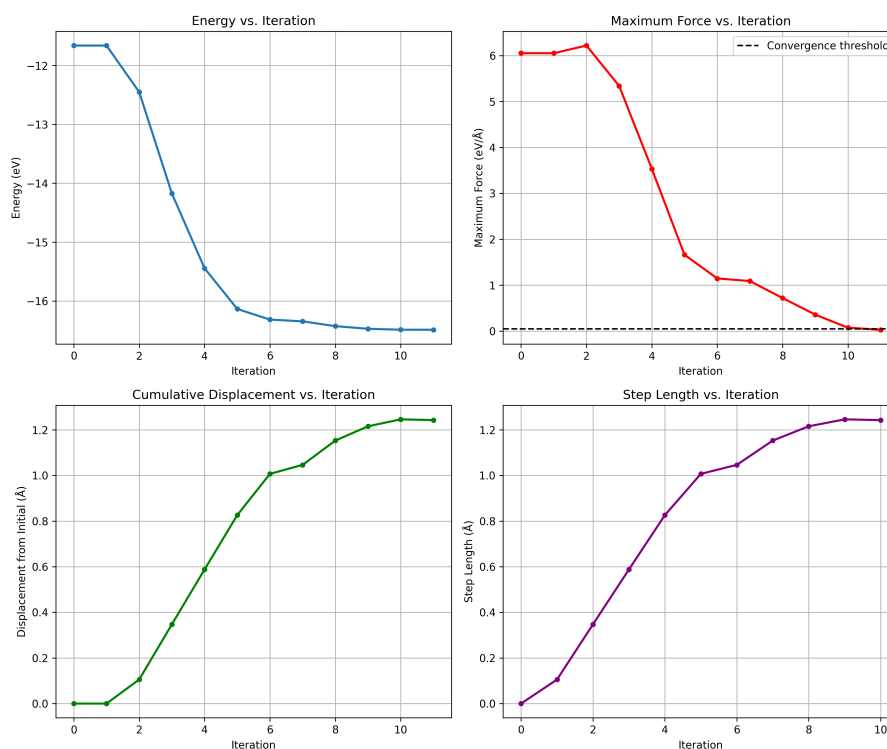 Energy vs. Iteration
Energy (eV)
−12
−13
−14
−15
−16
0 2 4 6 8 10
Iteration
Maximum Force vs. Iteration
Convergence threshold
Maximum Force (eV/Å)
6
5
4
3
2
1
0
0 2 4 6 8 10
Iteration
Cumulative Displacement vs. Iteration
Displacement from Initial (Å)
1.2
1.0
0.8
0.6
0.4
0.2
0.0
0 2 4 6 8 10
Iteration
Step Length vs. Iteration
Step Length (Å)
1.2
1.0
0.8
0.6
0.4
0.2
0.0
0 2 4 6 8 10
Iteration